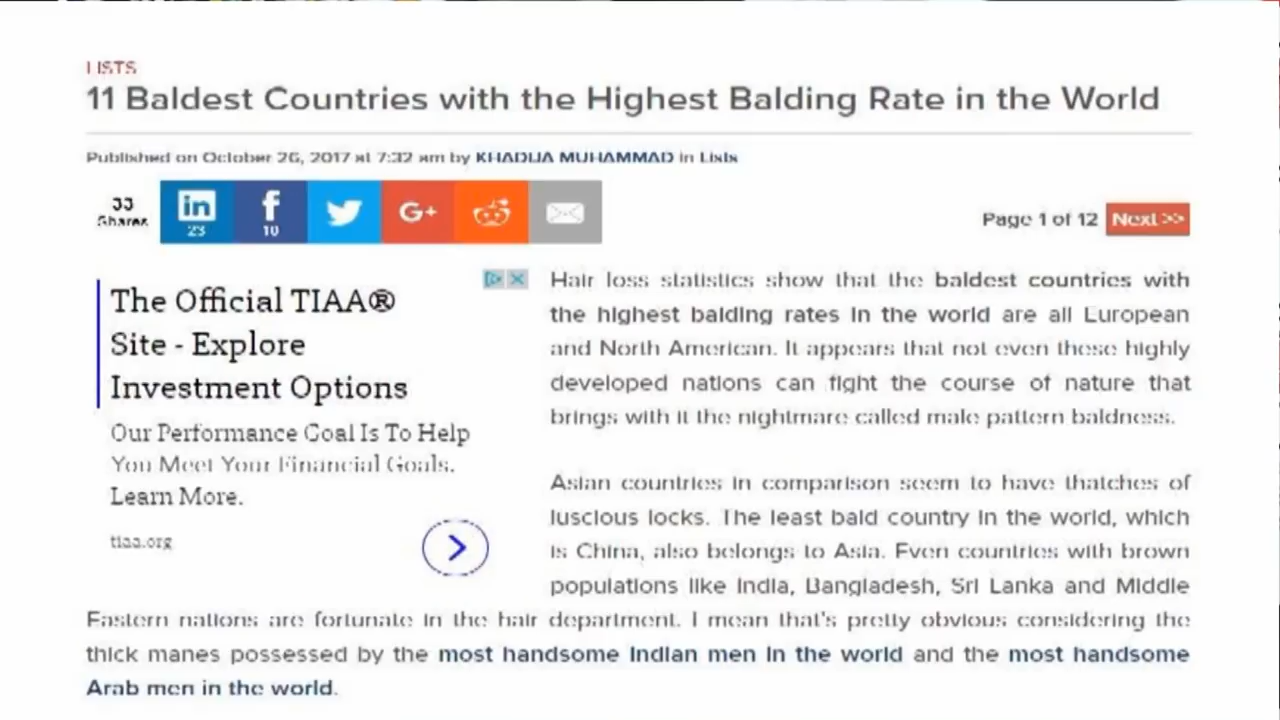 LISTS
11 Baldest Countries with the Highest Balding Rate in the World
Published on October 26, 2017 at 7:32 am by KHADIJA MUHAMMAD in Lists
33
Shares
in
23
f
10
G+
Page 1 of 12
Next >>
The Official TIAA®
Site - Explore
Investment Options
Our Performance Goal Is To Help
You Meet Your Financial Goals.
Learn More.
tiaa.org
Hair loss statistics show that the baldest countries with
the highest balding rates in the world are all European
and North American. It appears that not even these highly
developed nations can fight the course of nature that
brings with it the nightmare called male pattern baldness.
Asian countries in comparison seem to have thatches of
luscious locks. The least bald country in the world, which
is China, also belongs to Asia. Even countries with brown
populations like India, Bangladesh, Sri Lanka and Middle
Eastern nations are fortunate in the hair department. I mean that's pretty obvious considering the
thick manes possessed by the most handsome Indian men in the world and the most handsome
Arab men in the world.